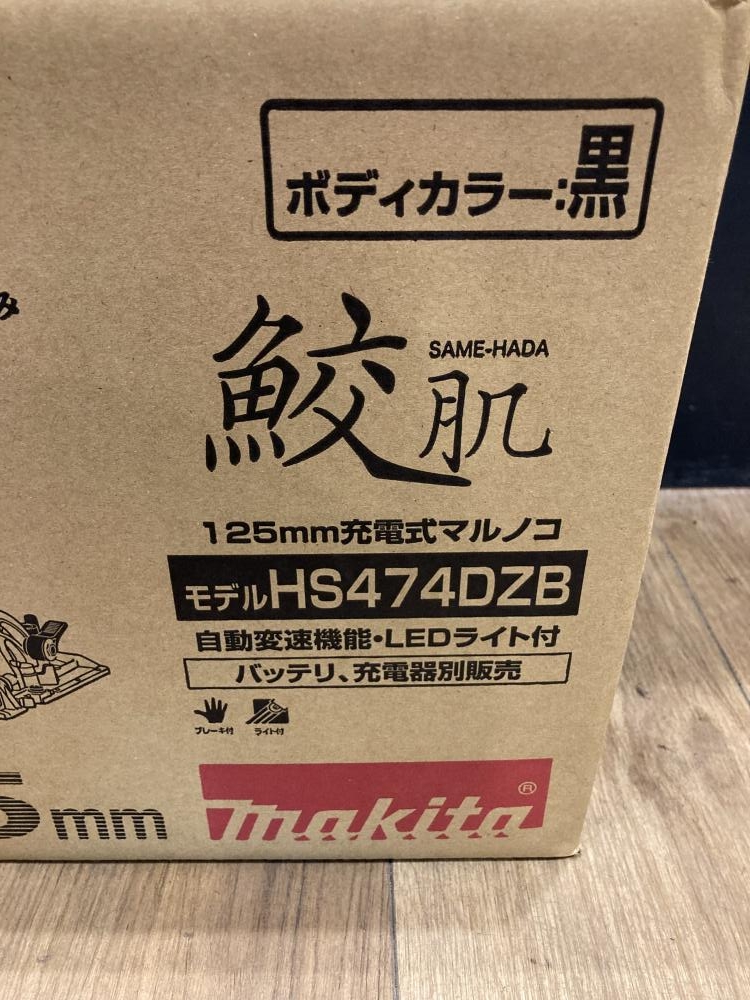 ボディカラー:黒
み
鮫肌
SAME-HADA
125mm充電式マルノコ
モデルHS474DZB
自動変速機能・LEDライト付
バッテリ、充電器別販売
ブレーキ付 ライト付
5mm
makita®